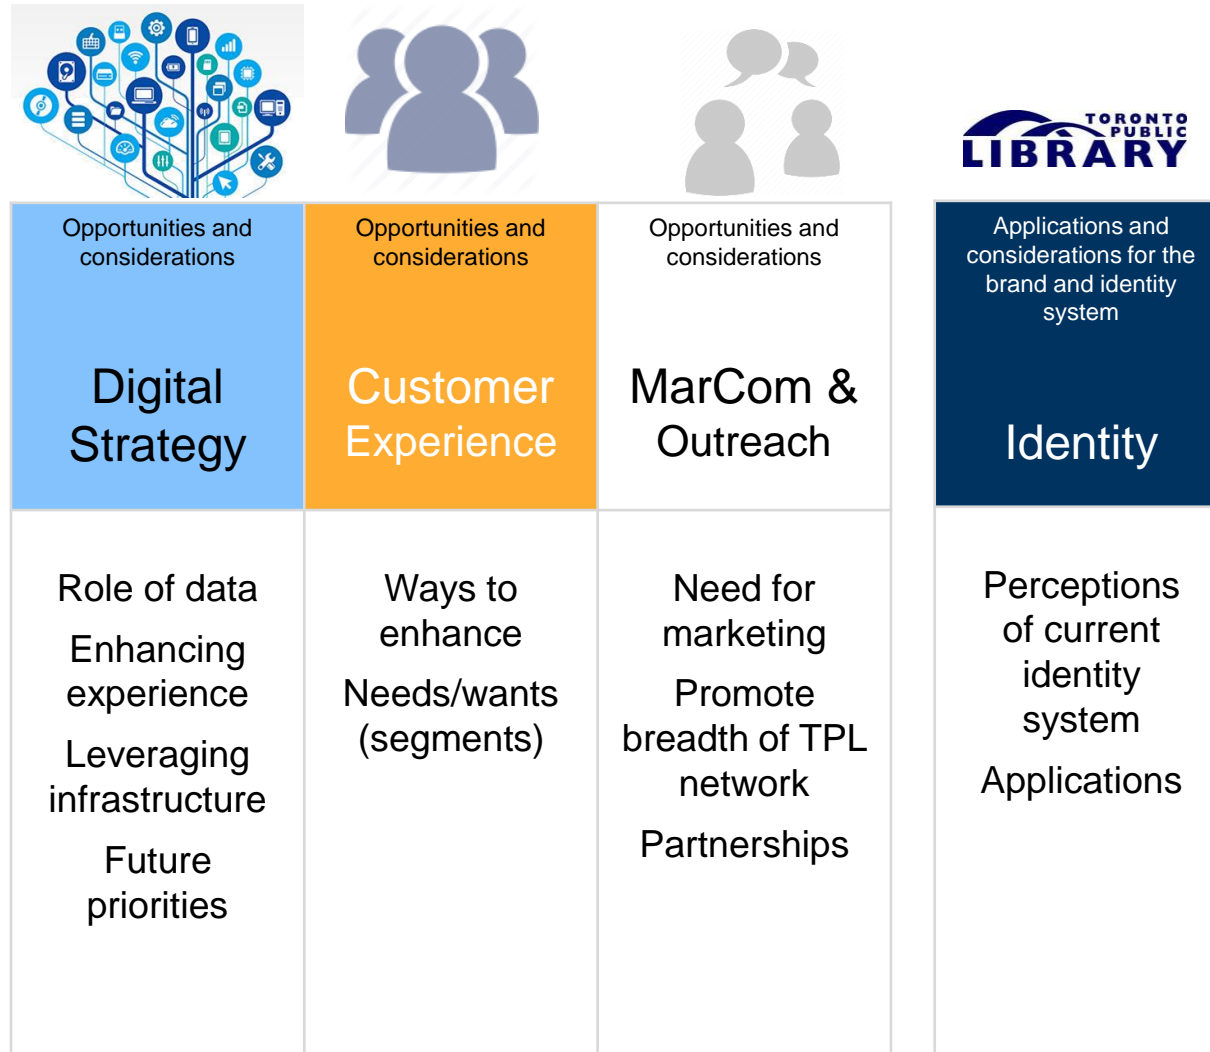 TORONTO
PUBLIC
LIBRARY
Opportunities and
considerations
Digital
Strategy
Role of data
Enhancing
experience
Leveraging
infrastructure
Future
priorities
Opportunities and
considerations
Customer
Experience
Ways to
enhance
Needs/wants
(segments)
Opportunities and
considerations
MarCom &
Outreach
Need for
marketing
Promote
breadth of TPL
network
Partnerships
Applications and
considerations for the
brand and identity
system
Identity
Perceptions
of current
identity
system
Applications